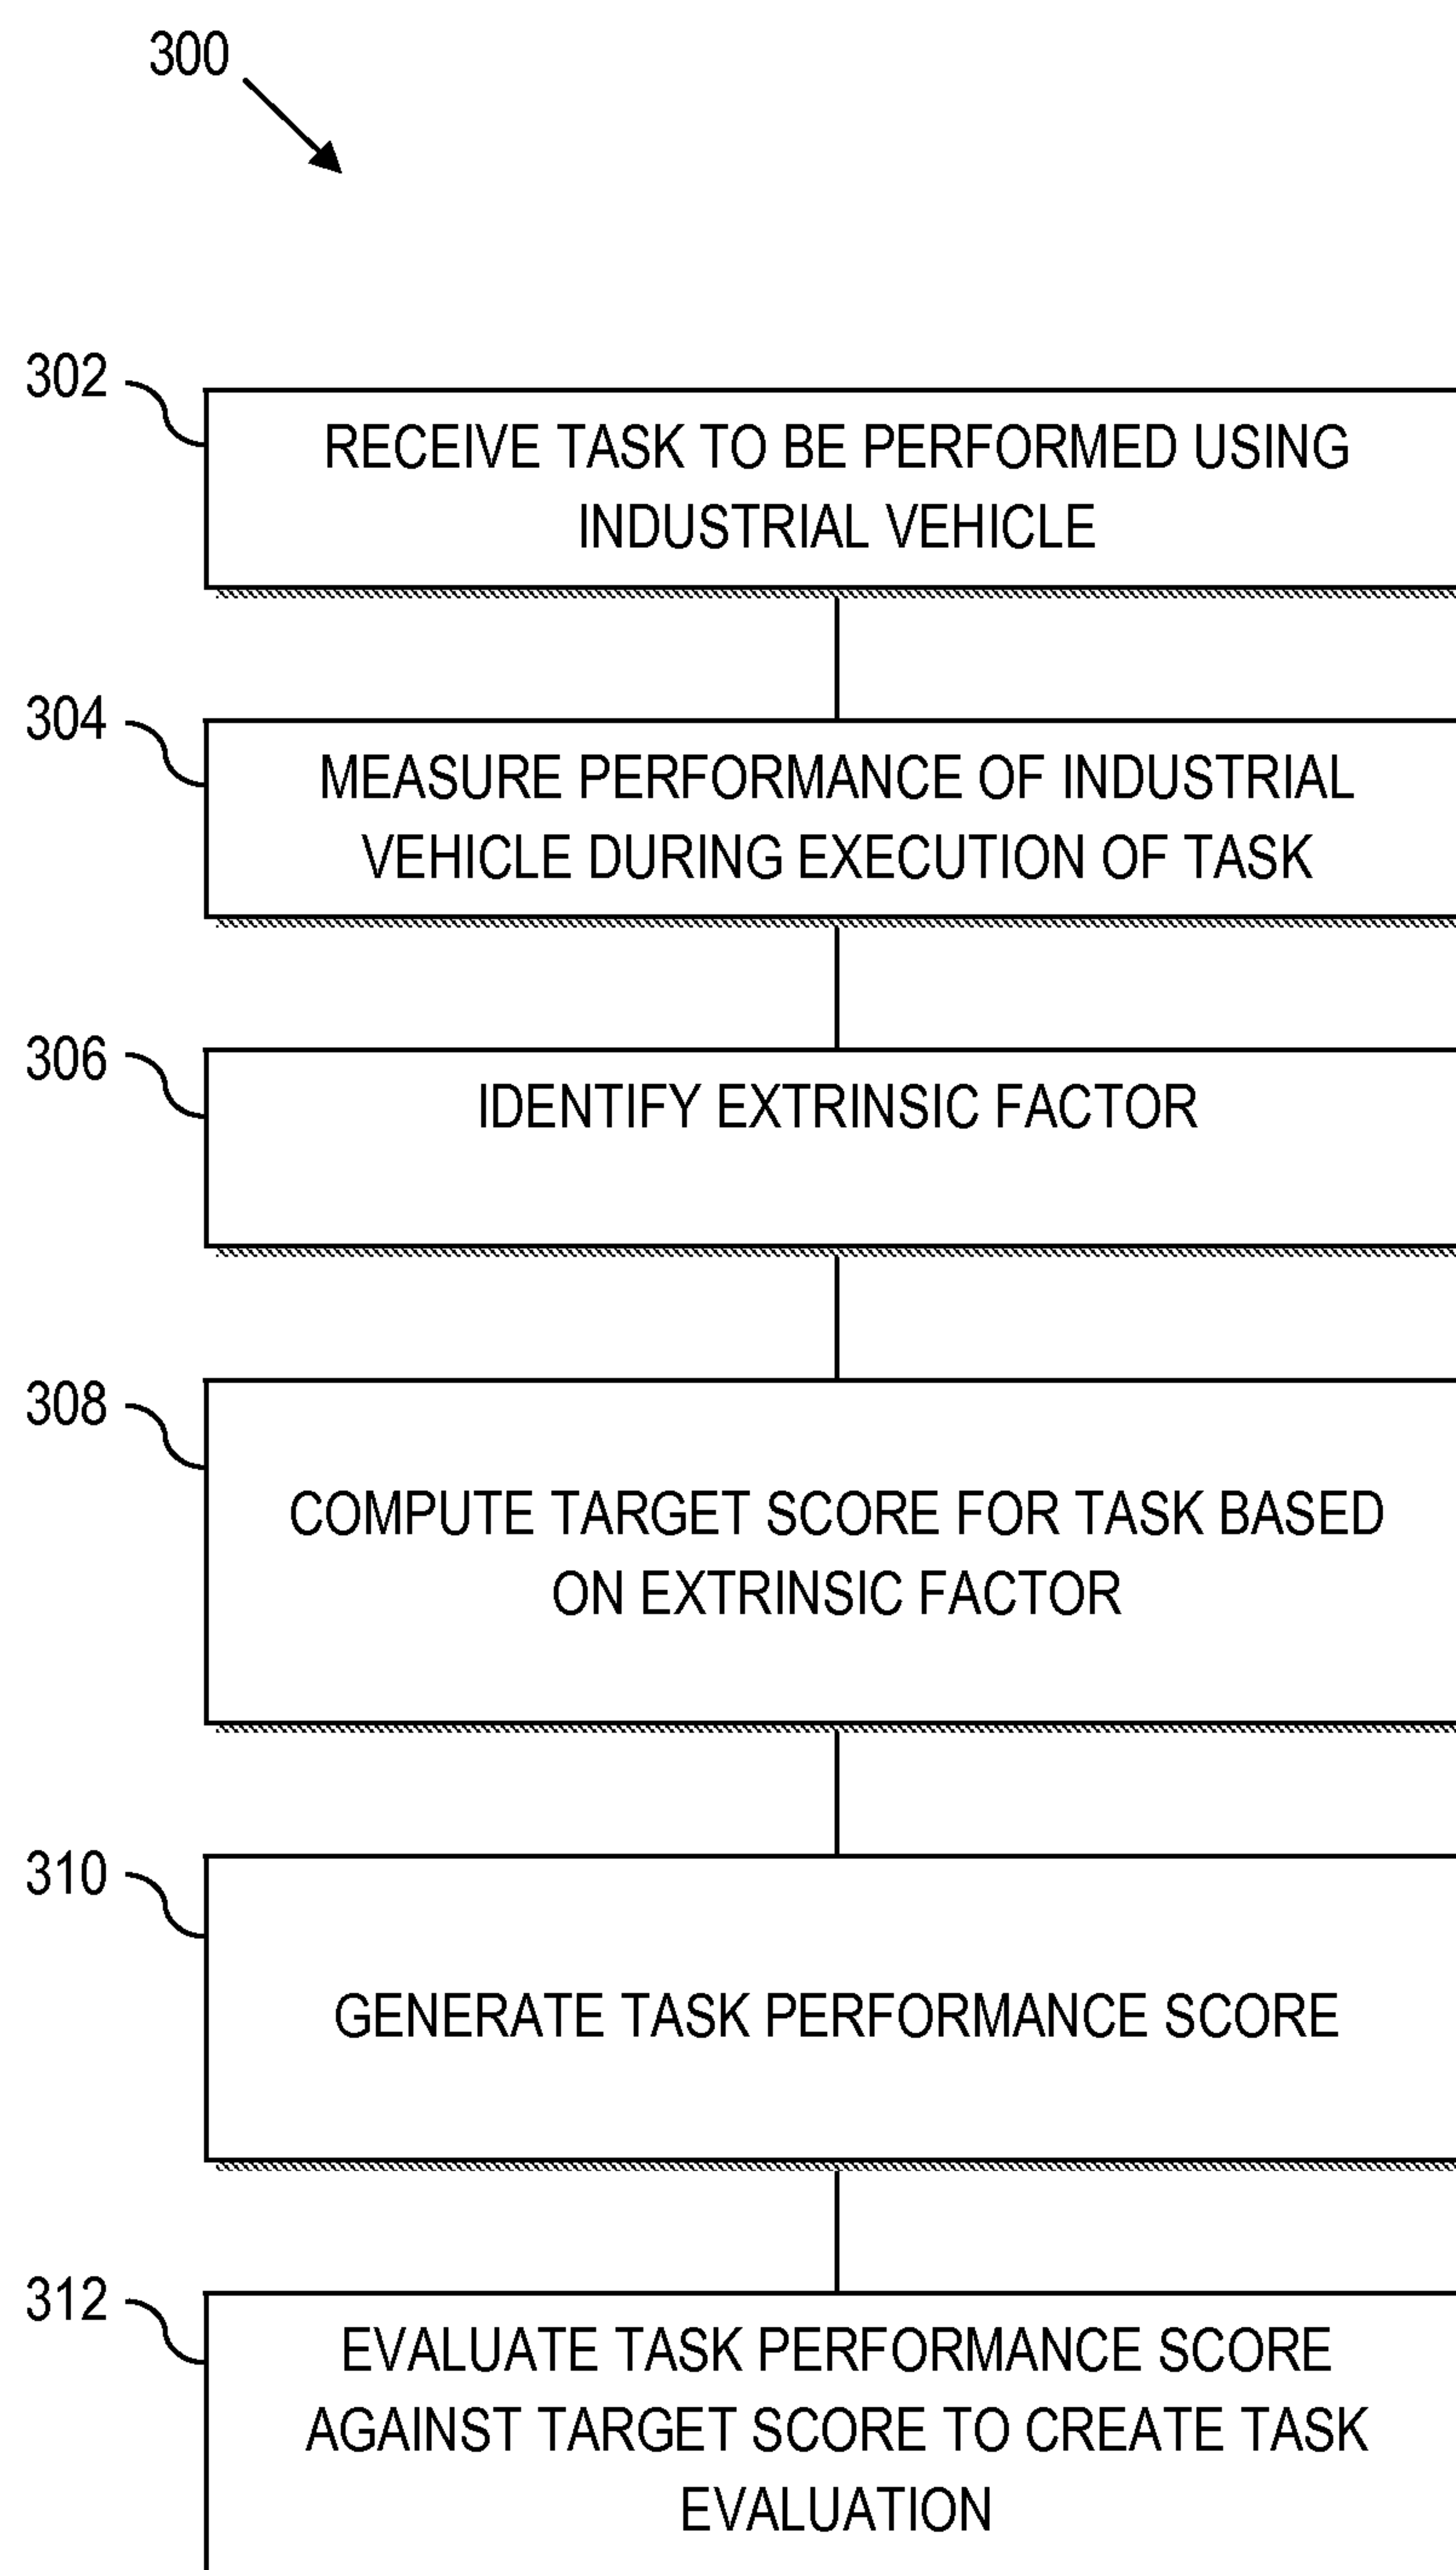 300
302
RECEIVE TASK TO BE PERFORMED USING
INDUSTRIAL VEHICLE
304
MEASURE PERFORMANCE OF INDUSTRIAL
VEHICLE DURING EXECUTION OF TASK
306
IDENTIFY EXTRINSIC FACTOR
308
COMPUTE TARGET SCORE FOR TASK BASED
ON EXTRINSIC FACTOR
310
GENERATE TASK PERFORMANCE SCORE
312
EVALUATE TASK PERFORMANCE SCORE
AGAINST TARGET SCORE TO CREATE TASK
EVALUATION